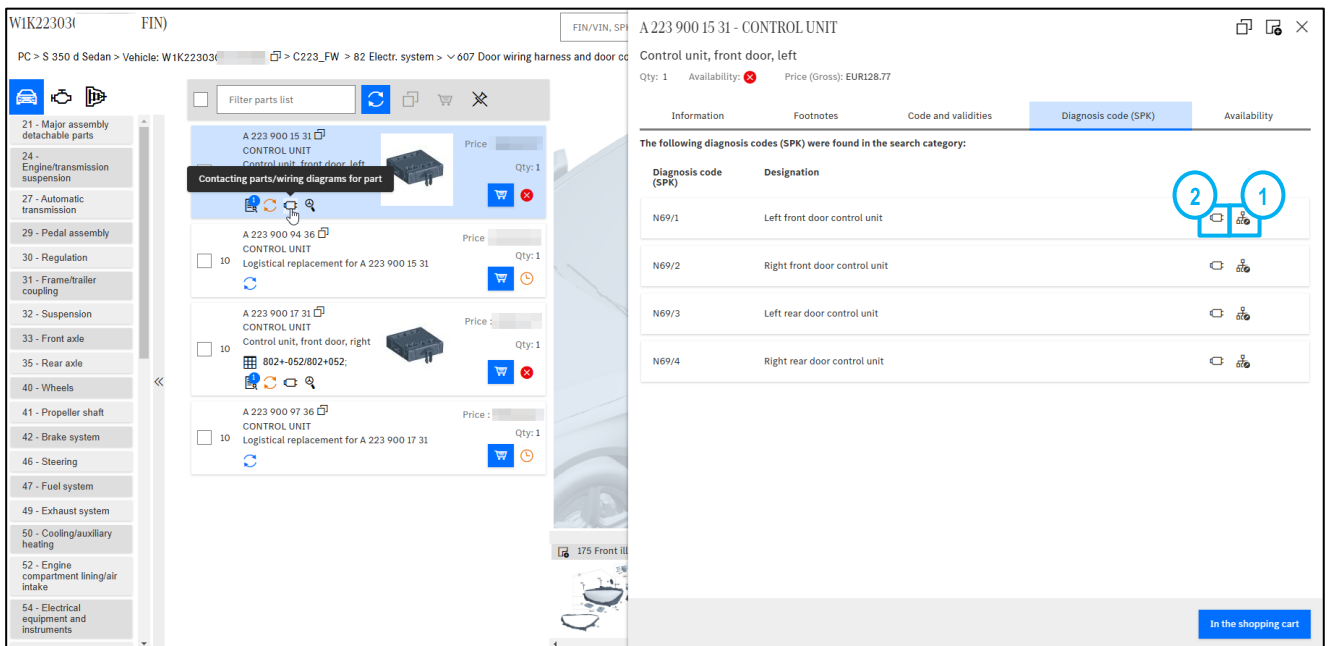 W1K22303( FIN)
FIN/VIN, SP
PC > S 350 d Sedan > Vehicle: W1K22303( > C223_FW > 82 Electr. system > 607 Door wiring harness and door co
Filter parts list
21 - Major assembly
detachable parts
24 -
Engine/transmission
suspension
27 - Automatic
transmission
29 - Pedal assembly
30 - Regulation
31 - Frame/trailer
coupling
32 - Suspension
33 - Front axle
35 - Rear axle
40 - Wheels
41 - Propeller shaft
42 - Brake system
46 - Steering
47 - Fuel system
49 - Exhaust system
50 - Cooling/auxiliary
heating
52 - Engine
compartment lining/air
intake
54 - Electrical
equipment and
instruments
A 223 900 15 31
CONTROL UNIT
Control unit, front door, left
Price
Qty: 1
Contacting parts/wiring diagrams for part
1
A 223 900 94 36
CONTROL UNIT
10 Logistical replacement for A 223 900 15 31
Price
Qty: 1
A 223 900 17 31
CONTROL UNIT
10 Control unit, front door, right
802+-052/802+052;
1
Price :
Qty: 1
A 223 900 97 36
CONTROL UNIT
10 Logistical replacement for A 223 900 17 31
Price :
Qty: 1
175 Front ill
A 223 900 15 31 - CONTROL UNIT
Control unit, front door, left
Qty: 1 Availability: Price (Gross): EUR128.77
Information Footnotes Code and validities Diagnosis code (SPK) Availability
The following diagnosis codes (SPK) were found in the search category:
Diagnosis code
(SPK)
Designation
2 1
N69/1 Left front door control unit
N69/2 Right front door control unit
N69/3 Left rear door control unit
N69/4 Right rear door control unit
In the shopping cart